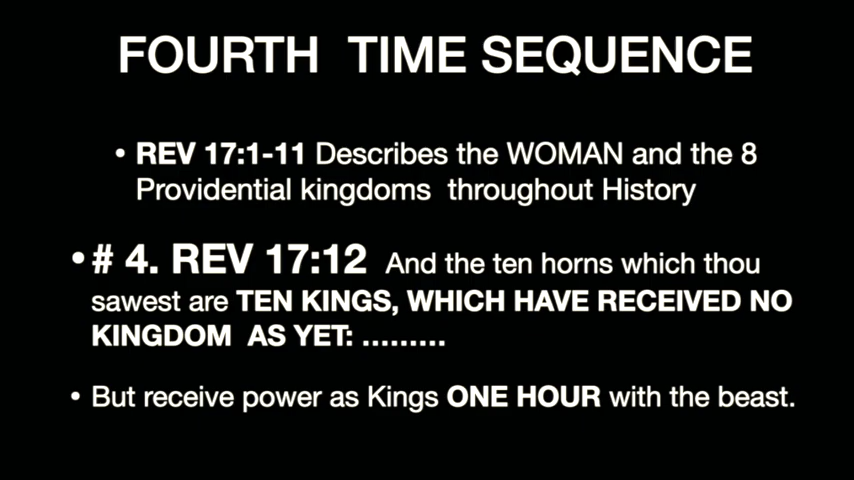 FOURTH TIME SEQUENCE
• REV 17:1-11 Describes the WOMAN and the 8
Providential kingdoms throughout History
• # 4. REV 17:12 And the ten horns which thou
sawest are TEN KINGS, WHICH HAVE RECEIVED NO
KINGDOM AS YET: .........
• But receive power as Kings ONE HOUR with the beast.